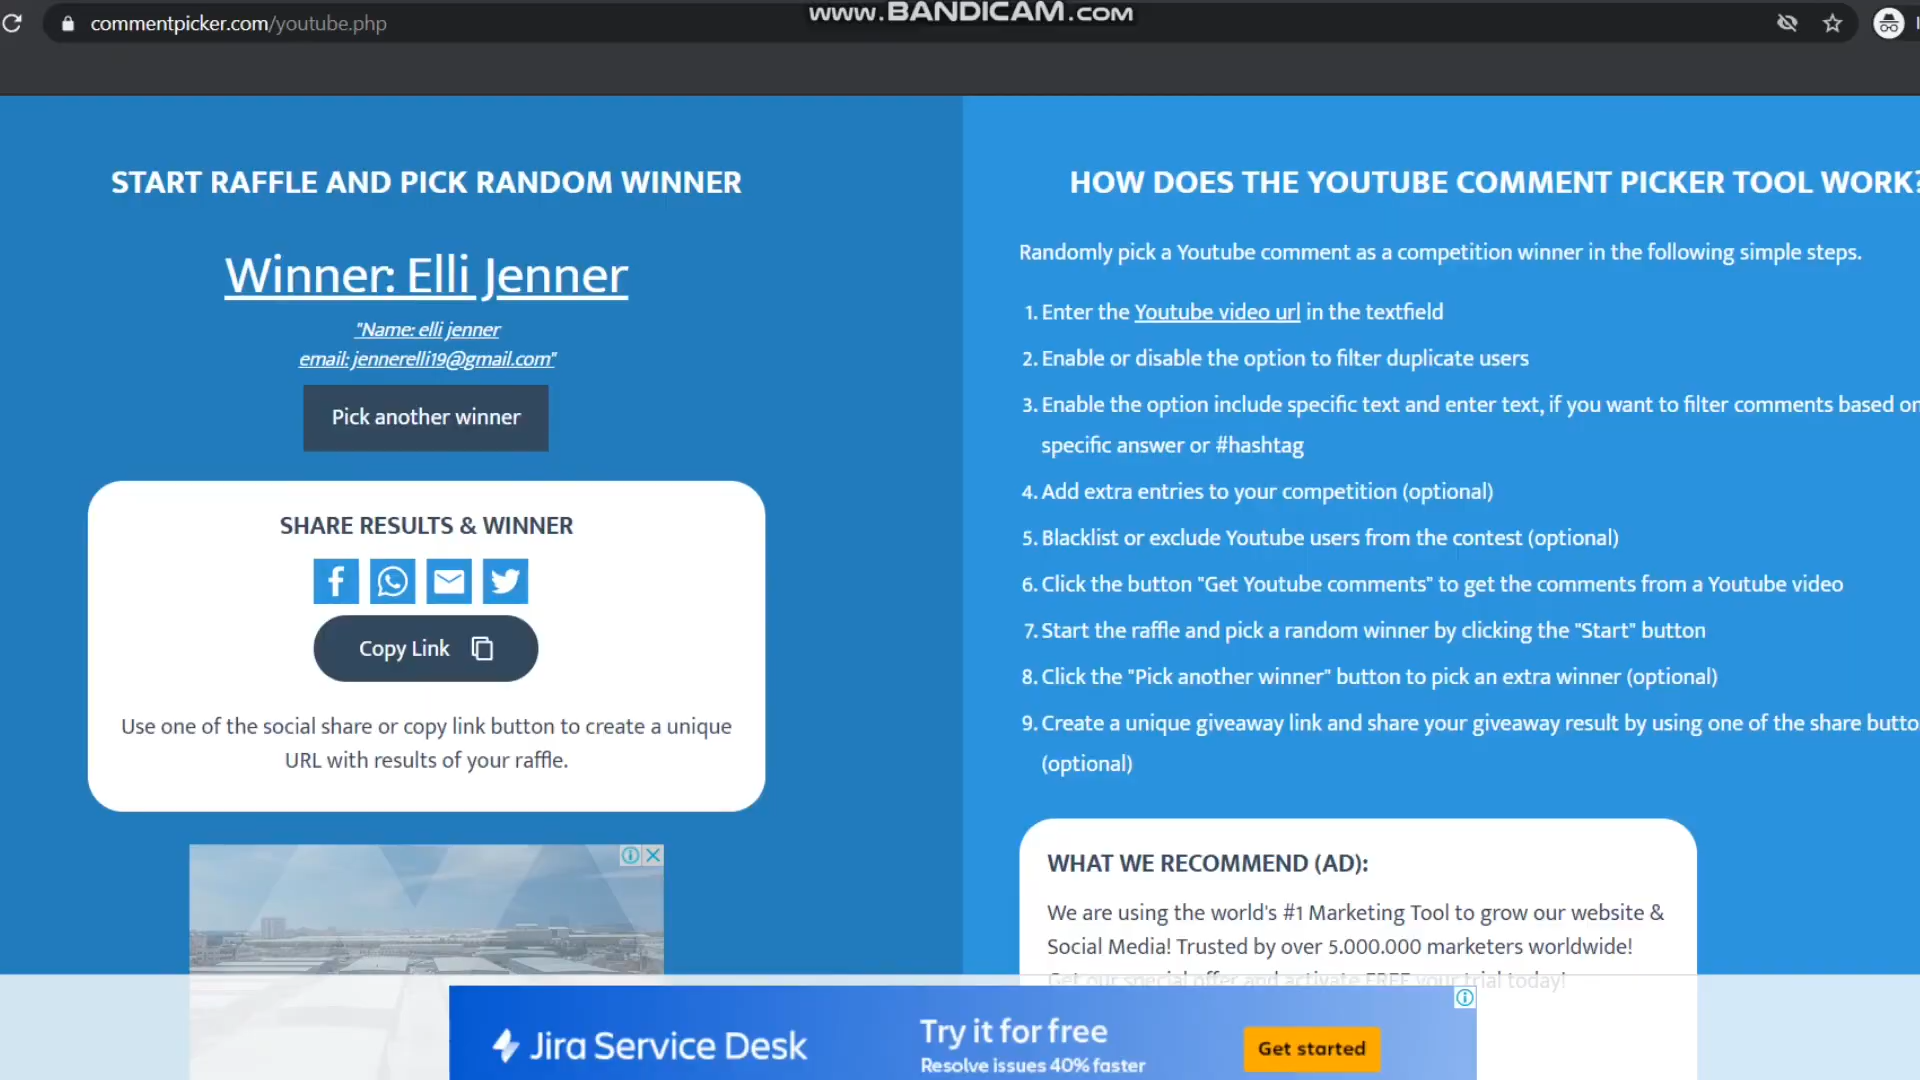 www.BANDICAM.com
commentpicker.com/youtube.php
START RAFFLE AND PICK RANDOM WINNER
Winner: Elli Jenner
"Name: elli jenner
email: jennerelli19@gmail.com"
Pick another winner
SHARE RESULTS & WINNER
Copy Link
Use one of the social share or copy link button to create a unique
URL with results of your raffle.
HOW DOES THE YOUTUBE COMMENT PICKER TOOL WORK?
Randomly pick a Youtube comment as a competition winner in the following simple steps.
1. Enter the Youtube video url in the textfield
2. Enable or disable the option to filter duplicate users
3. Enable the option include specific text and enter text, if you want to filter comments based on
specific answer or #hashtag
4. Add extra entries to your competition (optional)
5. Blacklist or exclude Youtube users from the contest (optional)
6. Click the button "Get Youtube comments" to get the comments from a Youtube video
7. Start the raffle and pick a random winner by clicking the "Start" button
8. Click the "Pick another winner" button to pick an extra winner (optional)
9. Create a unique giveaway link and share your giveaway result by using one of the share butto
(optional)
WHAT WE RECOMMEND (AD):
We are using the world's #1 Marketing Tool to grow our website &
Social Media! Trusted by over 5.000.000 marketers worldwide!
Get our special offer and activate FREE your trial today!
Jira Service Desk
Try it for free
Resolve issues 40% faster
Get started